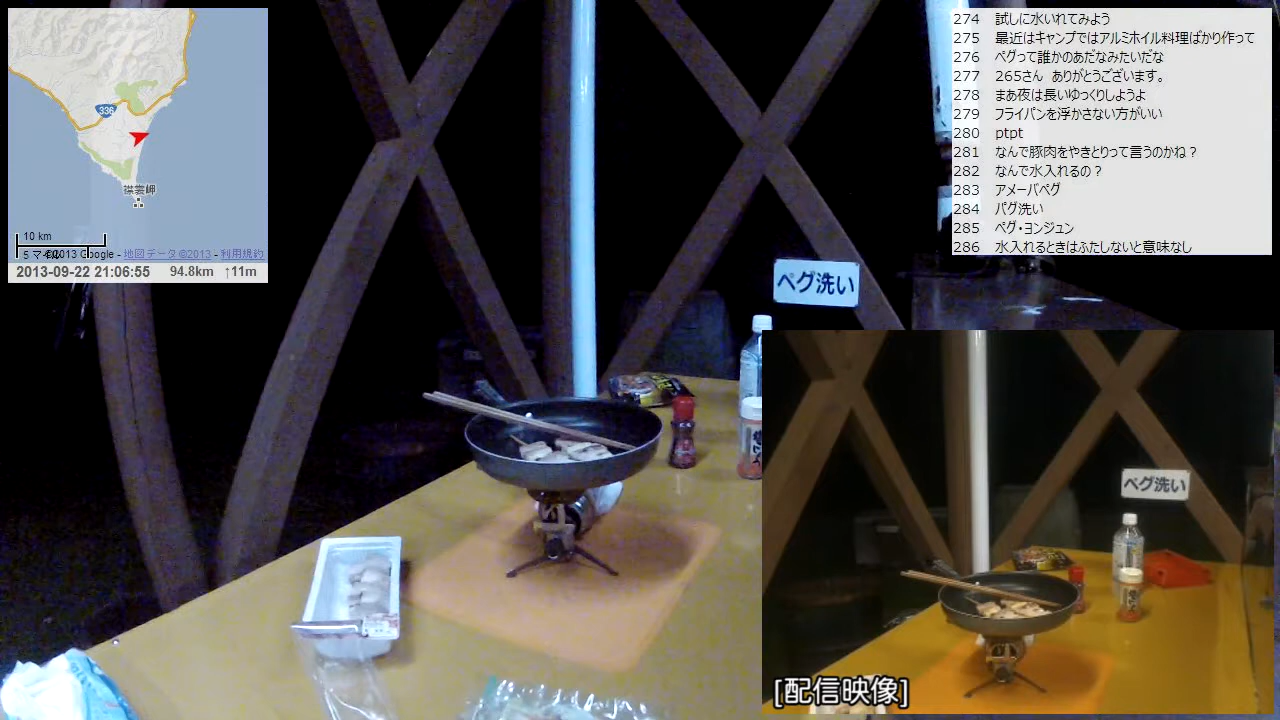 336
襟裳岬
10 km
5 マイル ©2013 Google - 地図データ ©2013 - 利用規約
2013-09-22 21:06:55 94.8km ↑11m
274 試しに水いれてみよう
275 最近はキャンプではアルミホイル料理ばかり作って
276 ペグって誰かのあだなみたいだな
277 265さん ありがとうございます。
278 まあ夜は長いゆっくりしようよ
279 フライパンを浮かさない方がいい
280 ptpt
281 なんで豚肉をやきとりって言うのかね？
282 なんで水入れるの？
283 アメーバペグ
284 パグ洗い
285 ペグ・ヨンジュン
286 水入れるときはふたしないと意味なし
ペグ洗い
ペグ洗い
[配信映像]